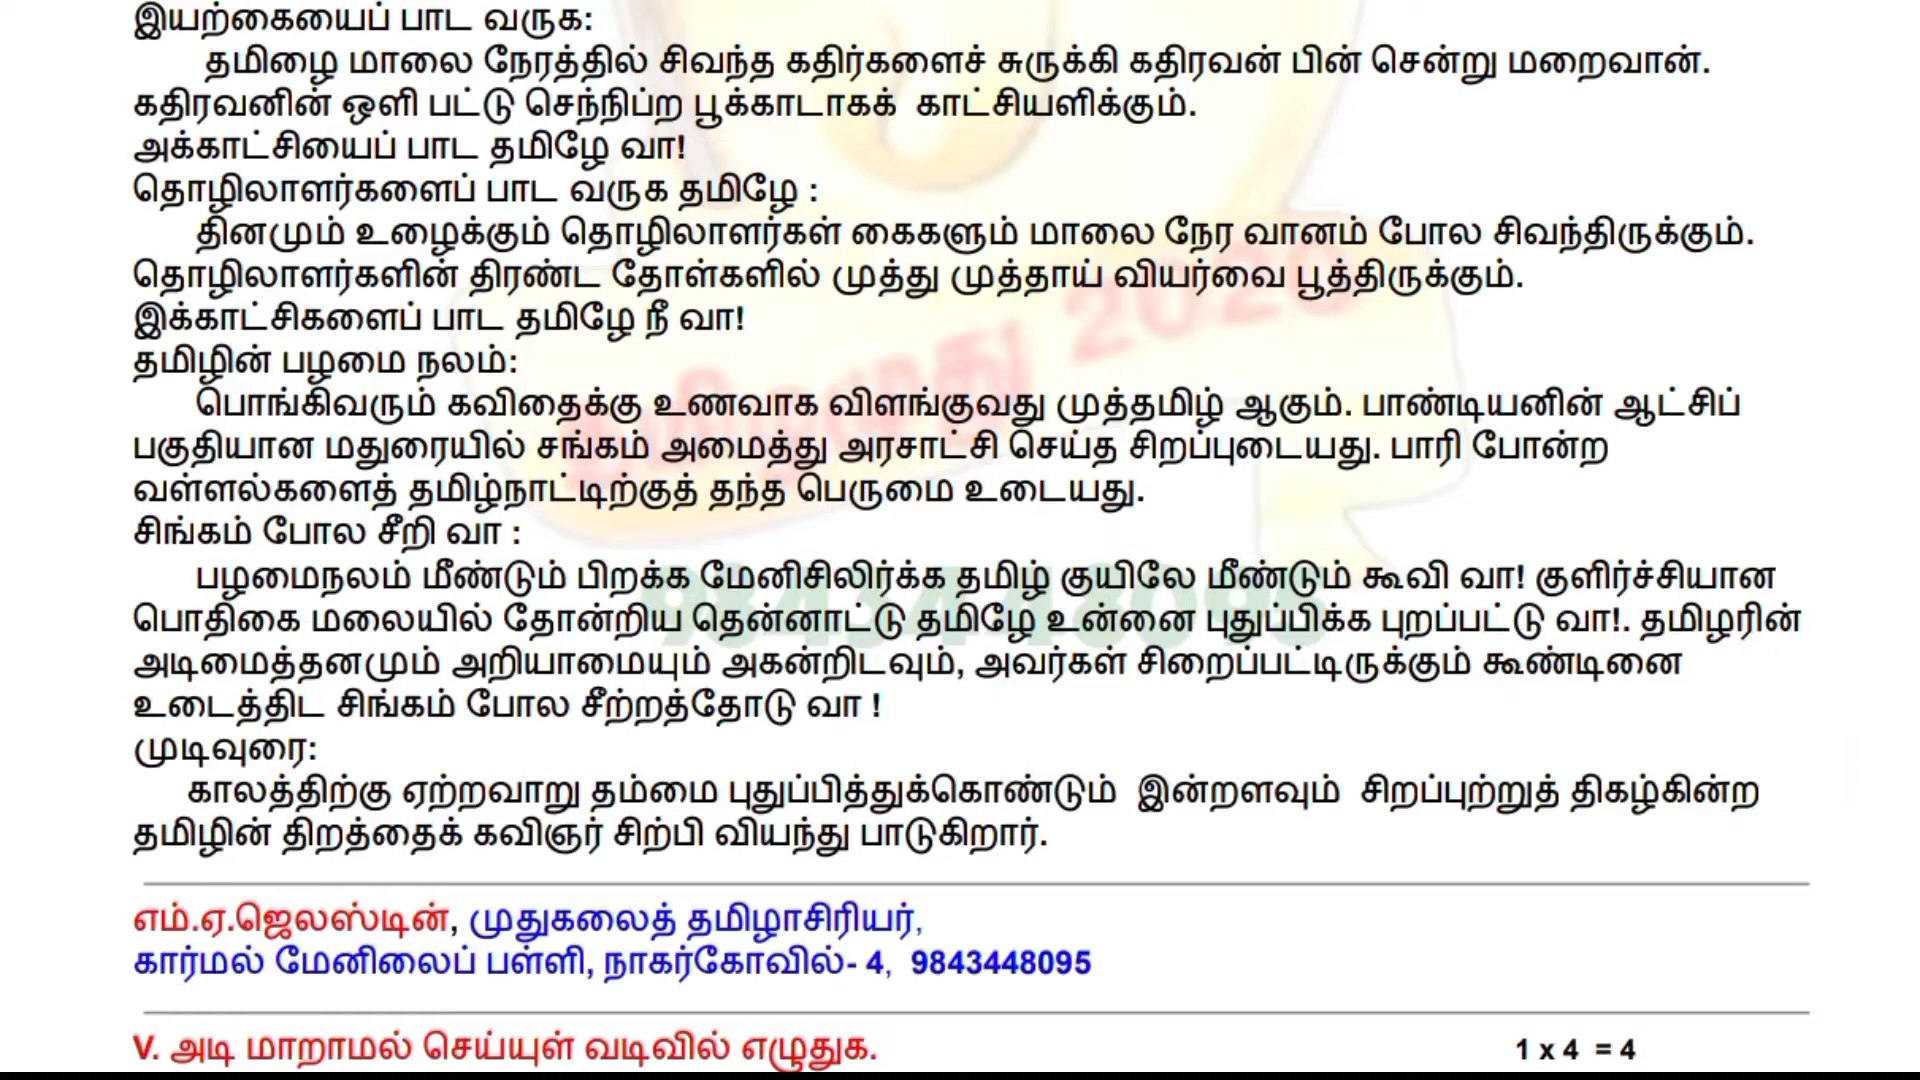 இயற்கையைப் பாட வருக:
தமிழை மாலை நேரத்தில் சிவந்த கதிர்களைச் சுருக்கி கதிரவன் பின் சென்று மறைவான்.
கதிரவனின் ஒளி பட்டு செந்நிப்ற பூக்காடாகக் காட்சியளிக்கும்.
அக்காட்சியைப் பாட தமிழே வா!
தொழிலாளர்களைப் பாட வருக தமிழே :
தினமும் உழைக்கும் தொழிலாளர்கள் கைகளும் மாலை நேர வானம் போல சிவந்திருக்கும்.
தொழிலாளர்களின் திரண்ட தோள்களில் முத்து முத்தாய் வியர்வை பூத்திருக்கும்.
இக்காட்சிகளைப் பாட தமிழே நீ வா!
தமிழின் பழமை நலம்:
பொங்கிவரும் கவிதைக்கு உணவாக விளங்குவது முத்தமிழ் ஆகும். பாண்டியனின் ஆட்சிப்
பகுதியான மதுரையில் சங்கம் அமைத்து அரசாட்சி செய்த சிறப்புடையது. பாரி போன்ற
வள்ளல்களைத் தமிழ்நாட்டிற்குத் தந்த பெருமை உடையது.
சிங்கம் போல சீறி வா :
பழமைநலம் மீண்டும் பிறக்க மேனிசிலிர்க்க தமிழ் குயிலே மீண்டும் கூவி வா! குளிர்ச்சியான
பொதிகை மலையில் தோன்றிய தென்னாட்டு தமிழே உன்னை புதுப்பிக்க புறப்பட்டு வா!. தமிழரின்
அடிமைத்தனமும் அறியாமையும் அகன்றிடவும், அவர்கள் சிறைப்பட்டிருக்கும் கூண்டினை
உடைத்திட சிங்கம் போல சீற்றத்தோடு வா !
முடிவுரை:
காலத்திற்கு ஏற்றவாறு தம்மை புதுப்பித்துக்கொண்டும் இன்றளவும் சிறப்புற்றுத் திகழ்கின்ற
தமிழின் திறத்தைக் கவிஞர் சிற்பி வியந்து பாடுகிறார்.
எம்.ஏ.ஜெலஸ்டின், முதுகலைத் தமிழாசிரியர்,
கார்மல் மேனிலைப் பள்ளி, நாகர்கோவில்- 4, 9843448095
V. அடி மாறாமல் செய்யுள் வடிவில் எழுதுக. 1 x 4 = 4
தமிழமுது 2020
9843448095